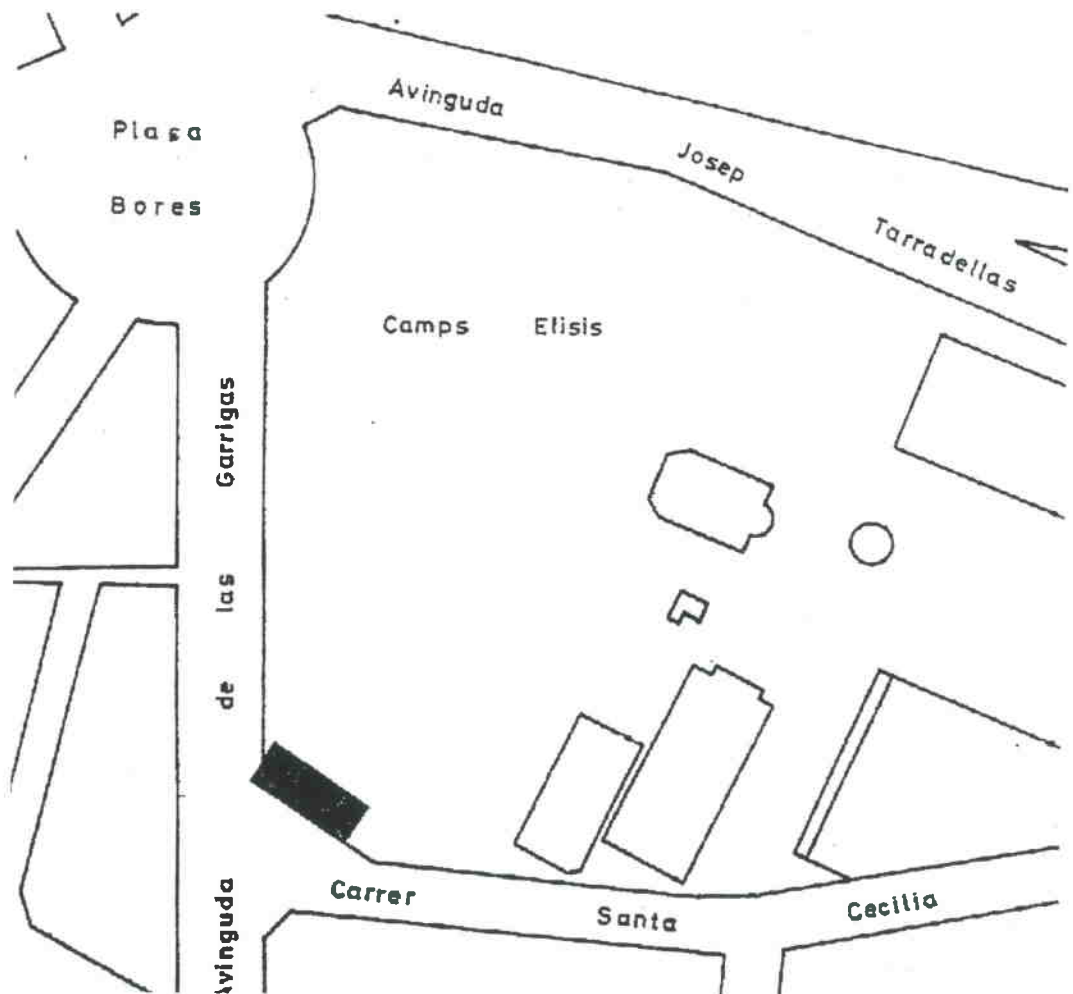 Avinguda Josep Tarradellas
Plaça
Bores
Camps Elisis
Avinguda de las Garrigas
Carrer Santa Cecilia